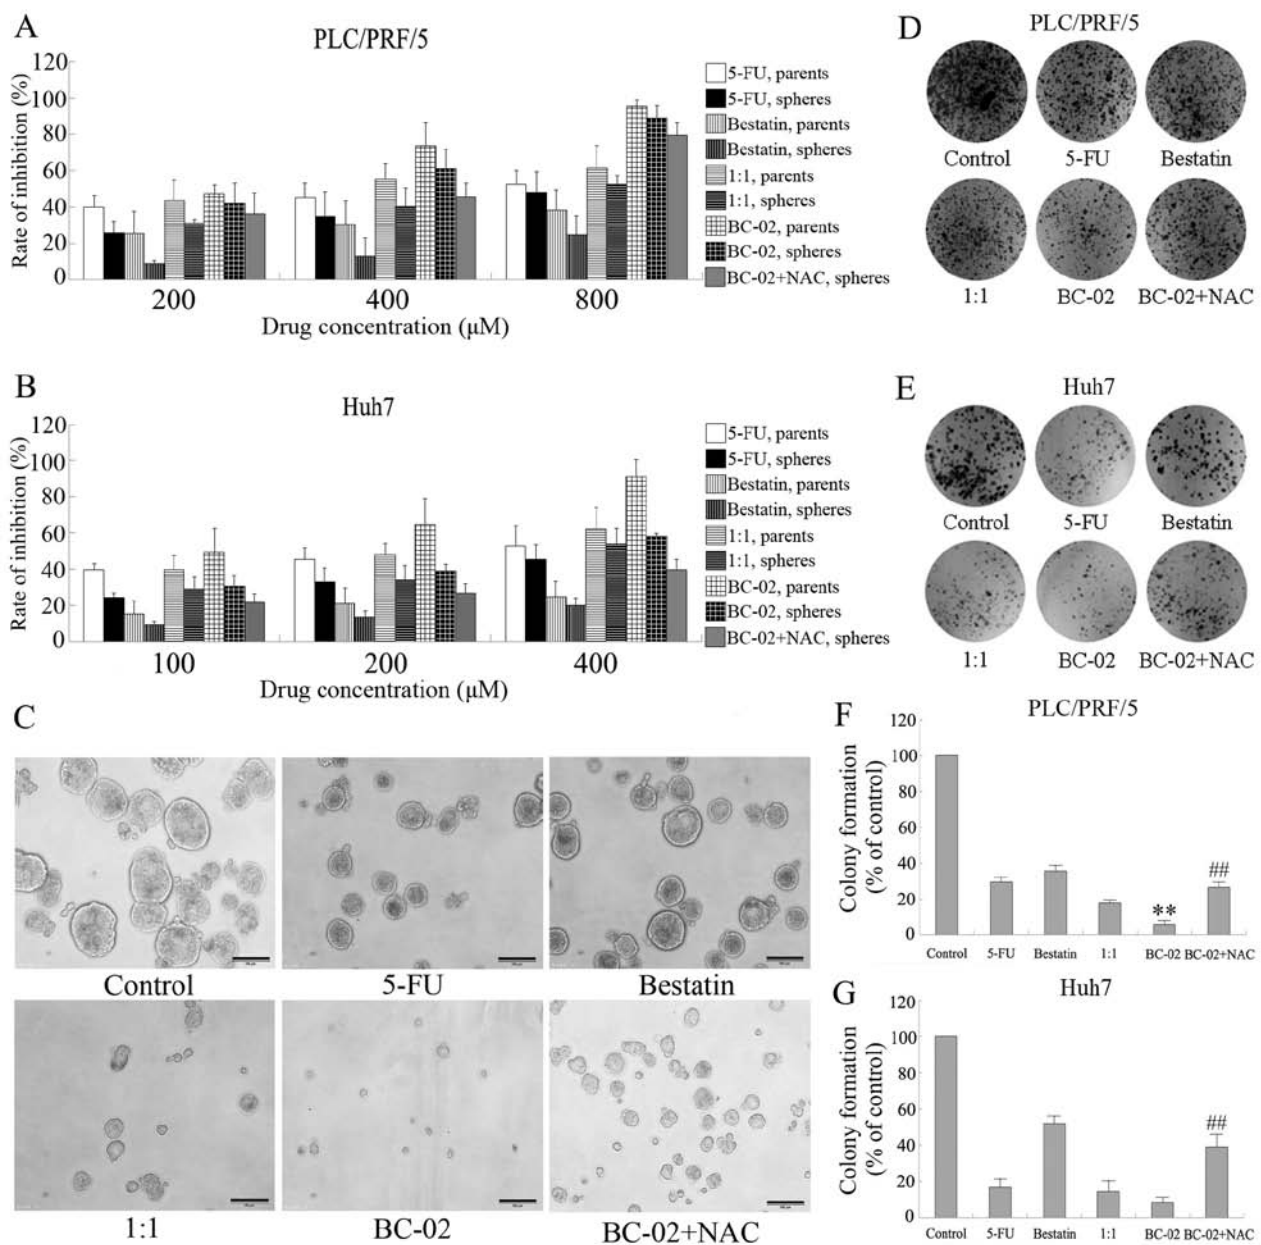 A
PLC/PRF/5
Rate of inhibition (%)
120
100
80
60
40
20
0
200
400
800
Drug concentration (μM)
5-FU, parents
5-FU, spheres
Bestatin, parents
Bestatin, spheres
1:1, parents
1:1, spheres
BC-02, parents
BC-02, spheres
BC-02+NAC, spheres
B
Huh7
Rate of inhibition (%)
120
100
80
60
40
20
0
100
200
400
Drug concentration (μM)
5-FU, parents
5-FU, spheres
Bestatin, parents
Bestatin, spheres
1:1, parents
1:1, spheres
BC-02, parents
BC-02, spheres
BC-02+NAC, spheres
C
Control
5-FU
Bestatin
1:1
BC-02
BC-02+NAC
D
PLC/PRF/5
Control
5-FU
Bestatin
1:1
BC-02
BC-02+NAC
E
Huh7
Control
5-FU
Bestatin
1:1
BC-02
BC-02+NAC
F
PLC/PRF/5
Colony formation
(% of control)
120
100
80
60
40
20
0
**
##
Control
5-FU
Bestatin
1:1
BC-02
BC-02+NAC
G
Huh7
Colony formation
(% of control)
120
100
80
60
40
20
0
##
Control
5-FU
Bestatin
1:1
BC-02
BC-02+NAC